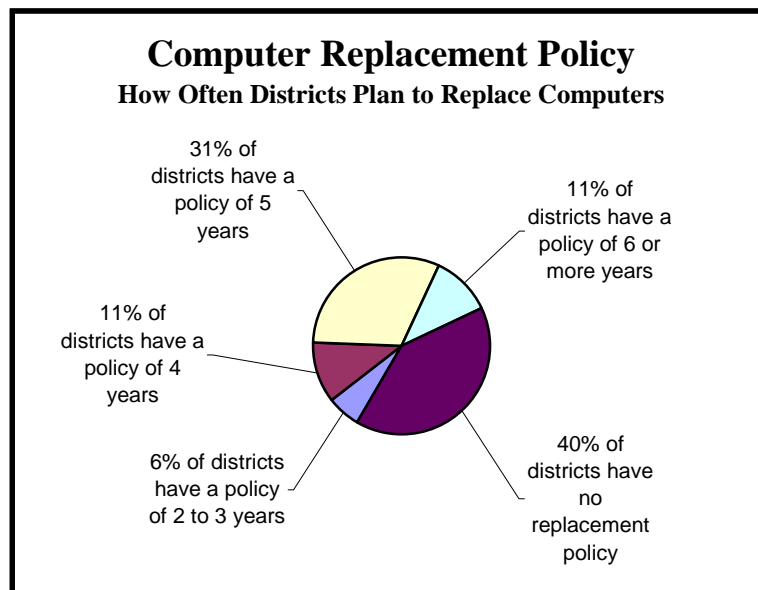 Computer Replacement Policy
How Often Districts Plan to Replace Computers
31% of
districts have a
policy of 5
years
11% of
districts have a
policy of 6 or
more years
11% of
districts have a
policy of 4
years
6% of districts
have a policy
of 2 to 3 years
40% of
districts have
no
replacement
policy